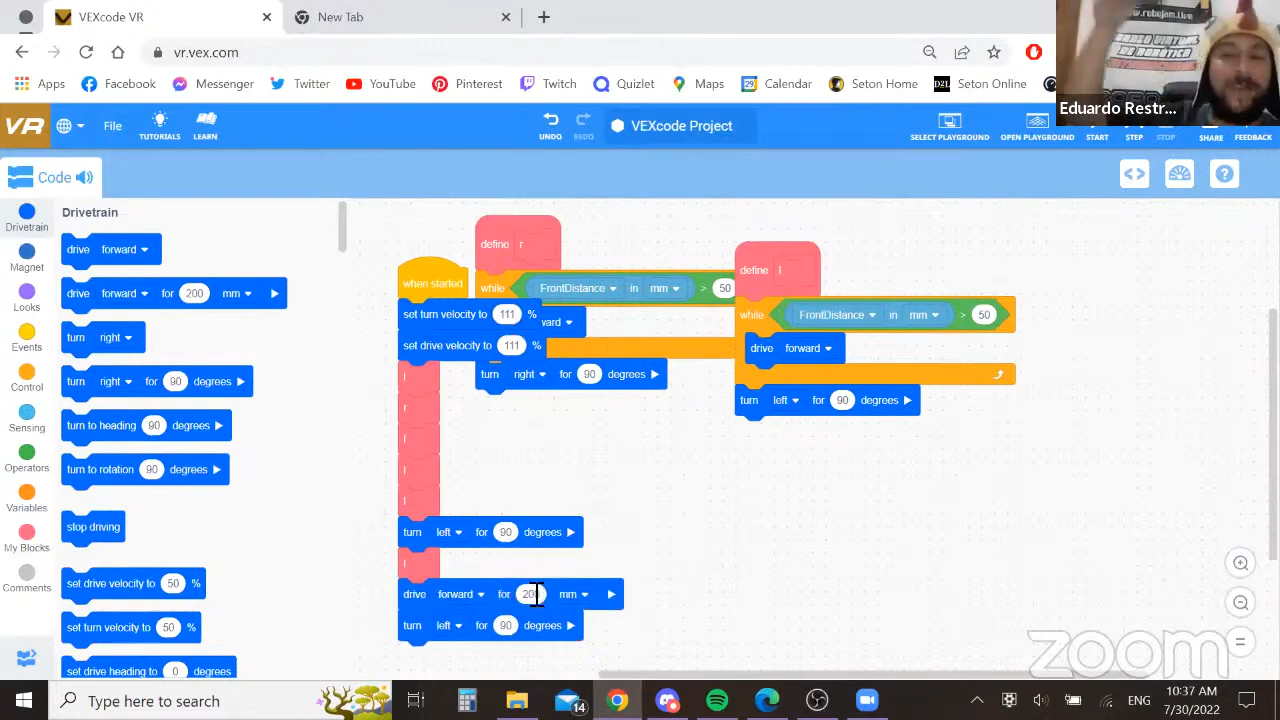 VEXcode VR
New Tab
www.robojam.live
vr.vex.com
Apps
Facebook
Messenger
Twitter
YouTube
Pinterest
Twitch
Quizlet
Maps
Calendar
Seton Home
D2L Seton Online
Eduardo Restr...
VR
File
TUTORIALS
LEARN
UNDO
REDO
VEXcode Project
SELECT PLAYGROUND
OPEN PLAYGROUND
START
STEP
STOP
SHARE
FEEDBACK
Code
Drivetrain
Magnet
Looks
Events
Control
Sensing
Operators
Variables
My Blocks
Comments
Drivetrain
drive forward
drive forward for 200 mm
turn right
turn right for 90 degrees
turn to heading 90 degrees
turn to rotation 90 degrees
stop driving
set drive velocity to 50 %
set turn velocity to 50 %
set drive heading to 0 degrees
define r
while FrontDistance in mm > 50
ward
turn right for 90 degrees
define l
while FrontDistance in mm > 50
drive forward
turn left for 90 degrees
when started
set turn velocity to 111 %
set drive velocity to 111 %
l
r
l
l
l
turn left for 90 degrees
l
drive forward for 20 mm
turn left for 90 degrees
zoom
Type here to search
14
ENG
10:37 AM
7/30/2022